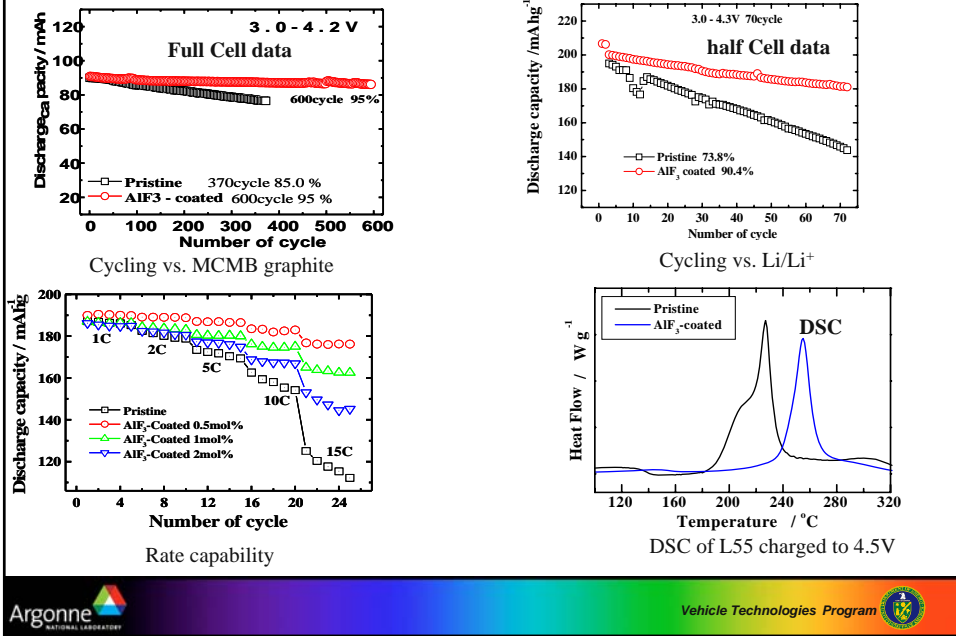 3.0-4.2V
Full Cell data
Discharge capacity / mAh
120
100
80
60
40
20
600cycle 95%
Pristine 370cycle 85.0 %
AlF3 - coated 600cycle 95 %
0 100 200 300 400 500 600
Number of cycle
Cycling vs. MCMB graphite
3.0 - 4.3V 70cycle
half Cell data
Discharge capacity /mAhg-1
220
200
180
160
140
120
Pristine 73.8%
AlF3 coated 90.4%
0 10 20 30 40 50 60 70
Number of cycle
Cycling vs. Li/Li+
Discharge capacity / mAhg-1
200
180
160
140
120
1C
2C
5C
10C
15C
Pristine
AlF3-Coated 0.5mol%
AlF3-Coated 1mol%
AlF3-Coated 2mol%
0 4 8 12 16 20 24
Number of cycle
Rate capability
Pristine
AlF3-coated
DSC
Heat Flow / W g-1
120 160 200 240 280 320
Temperature / oC
DSC of L55 charged to 4.5V
Argonne
NATIONAL LABORATORY
Vehicle Technologies Program